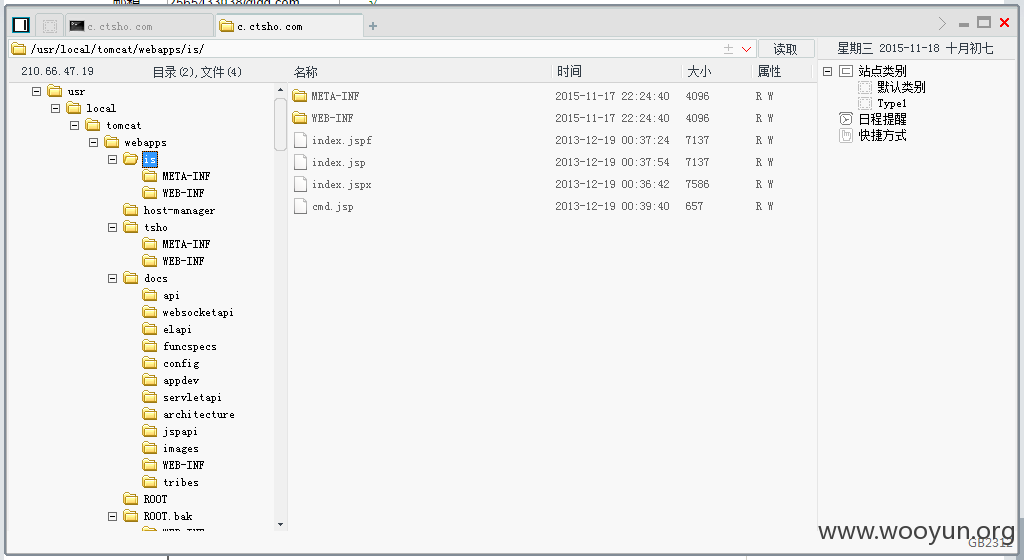 c.ctsho.com
c.ctsho.com
/usr/local/tomcat/webapps/is/
读取
星期三 2015-11-18 十月初七
210.66.47.19
目录(2),文件(4)
名称
时间
大小
属性
usr
local
tomcat
webapps
is
META-INF
WEB-INF
host-manager
tsho
META-INF
WEB-INF
docs
api
websocketapi
elapi
funcspecs
config
appdev
servletapi
architecture
jspapi
images
WEB-INF
tribes
ROOT
ROOT.bak
META-INF 2015-11-17 22:24:40 4096 R W
WEB-INF 2015-11-17 22:24:40 4096 R W
index.jspf 2013-12-19 00:37:24 7137 R W
index.jsp 2013-12-19 00:37:54 7137 R W
index.jspx 2013-12-19 00:36:42 7586 R W
cmd.jsp 2013-12-19 00:39:40 657 R W
站点类别
默认类别
Type1
日程提醒
快捷方式
www.wooyun.org
GB2312